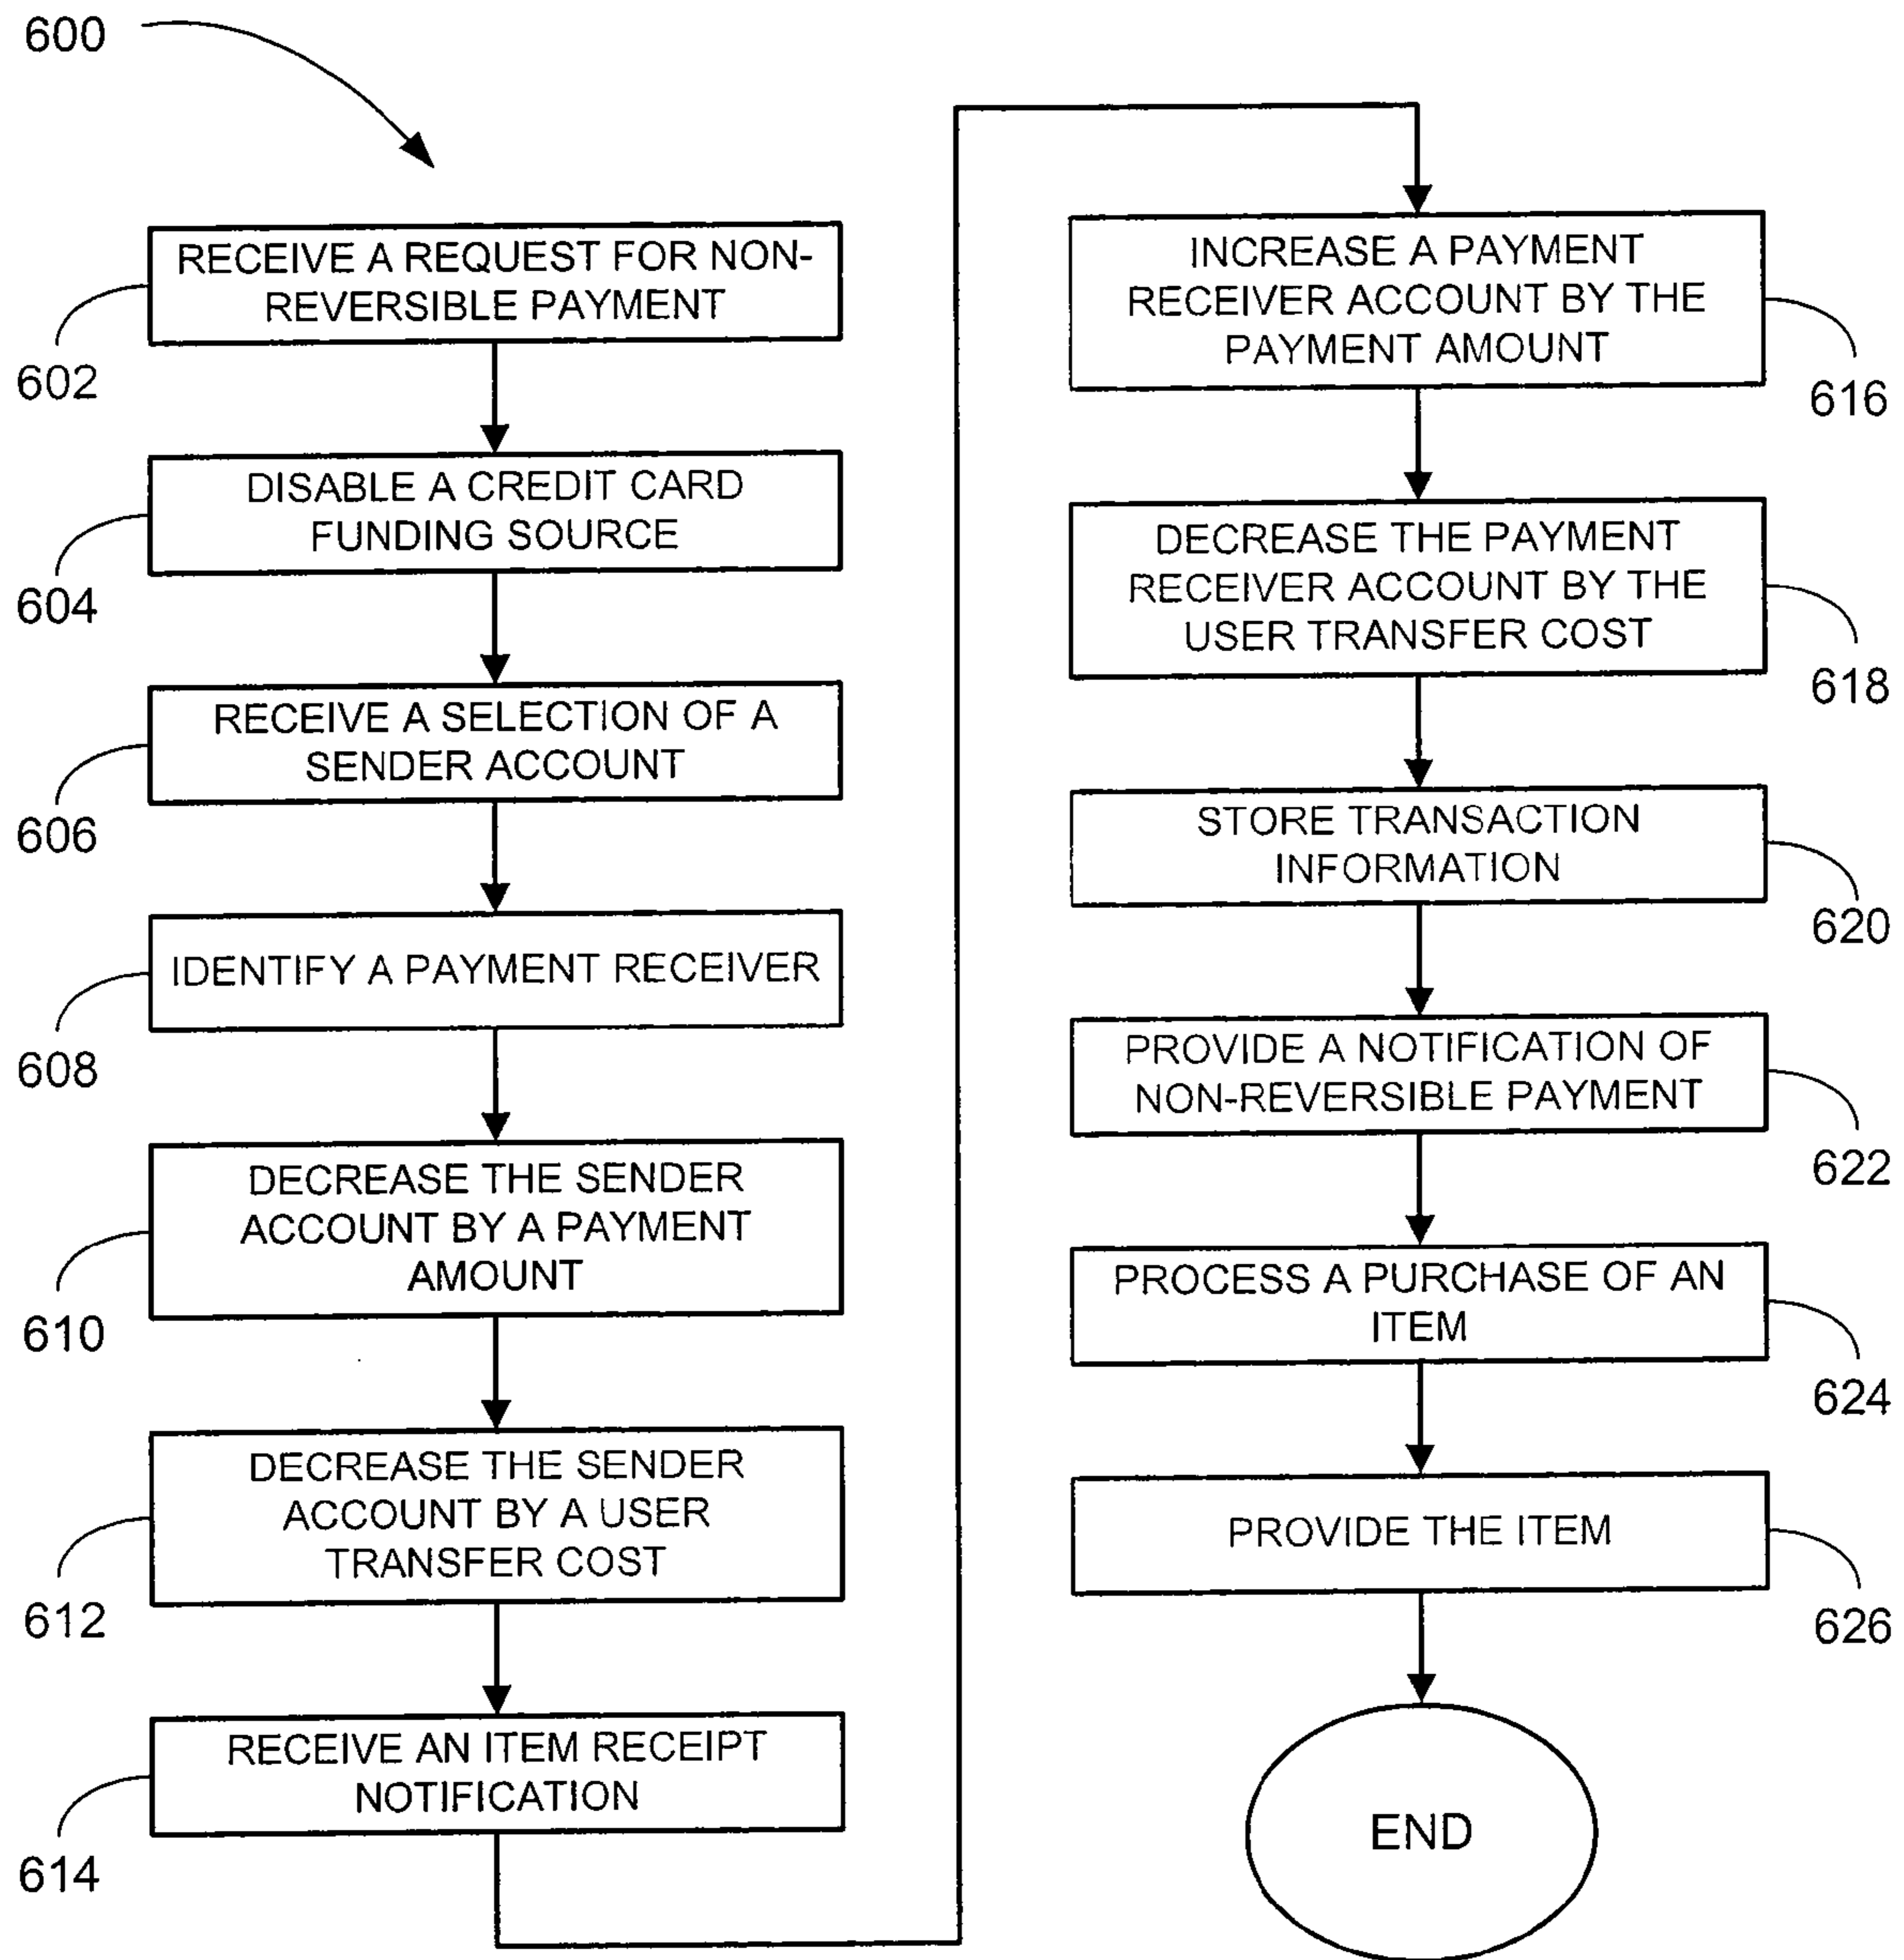 600
RECEIVE A REQUEST FOR NON-
REVERSIBLE PAYMENT
602
DISABLE A CREDIT CARD
FUNDING SOURCE
604
RECEIVE A SELECTION OF A
SENDER ACCOUNT
606
IDENTIFY A PAYMENT RECEIVER
608
DECREASE THE SENDER
ACCOUNT BY A PAYMENT
AMOUNT
610
DECREASE THE SENDER
ACCOUNT BY A USER
TRANSFER COST
612
RECEIVE AN ITEM RECEIPT
NOTIFICATION
614
INCREASE A PAYMENT
RECEIVER ACCOUNT BY THE
PAYMENT AMOUNT
616
DECREASE THE PAYMENT
RECEIVER ACCOUNT BY THE
USER TRANSFER COST
618
STORE TRANSACTION
INFORMATION
620
PROVIDE A NOTIFICATION OF
NON-REVERSIBLE PAYMENT
622
PROCESS A PURCHASE OF AN
ITEM
624
PROVIDE THE ITEM
626
END